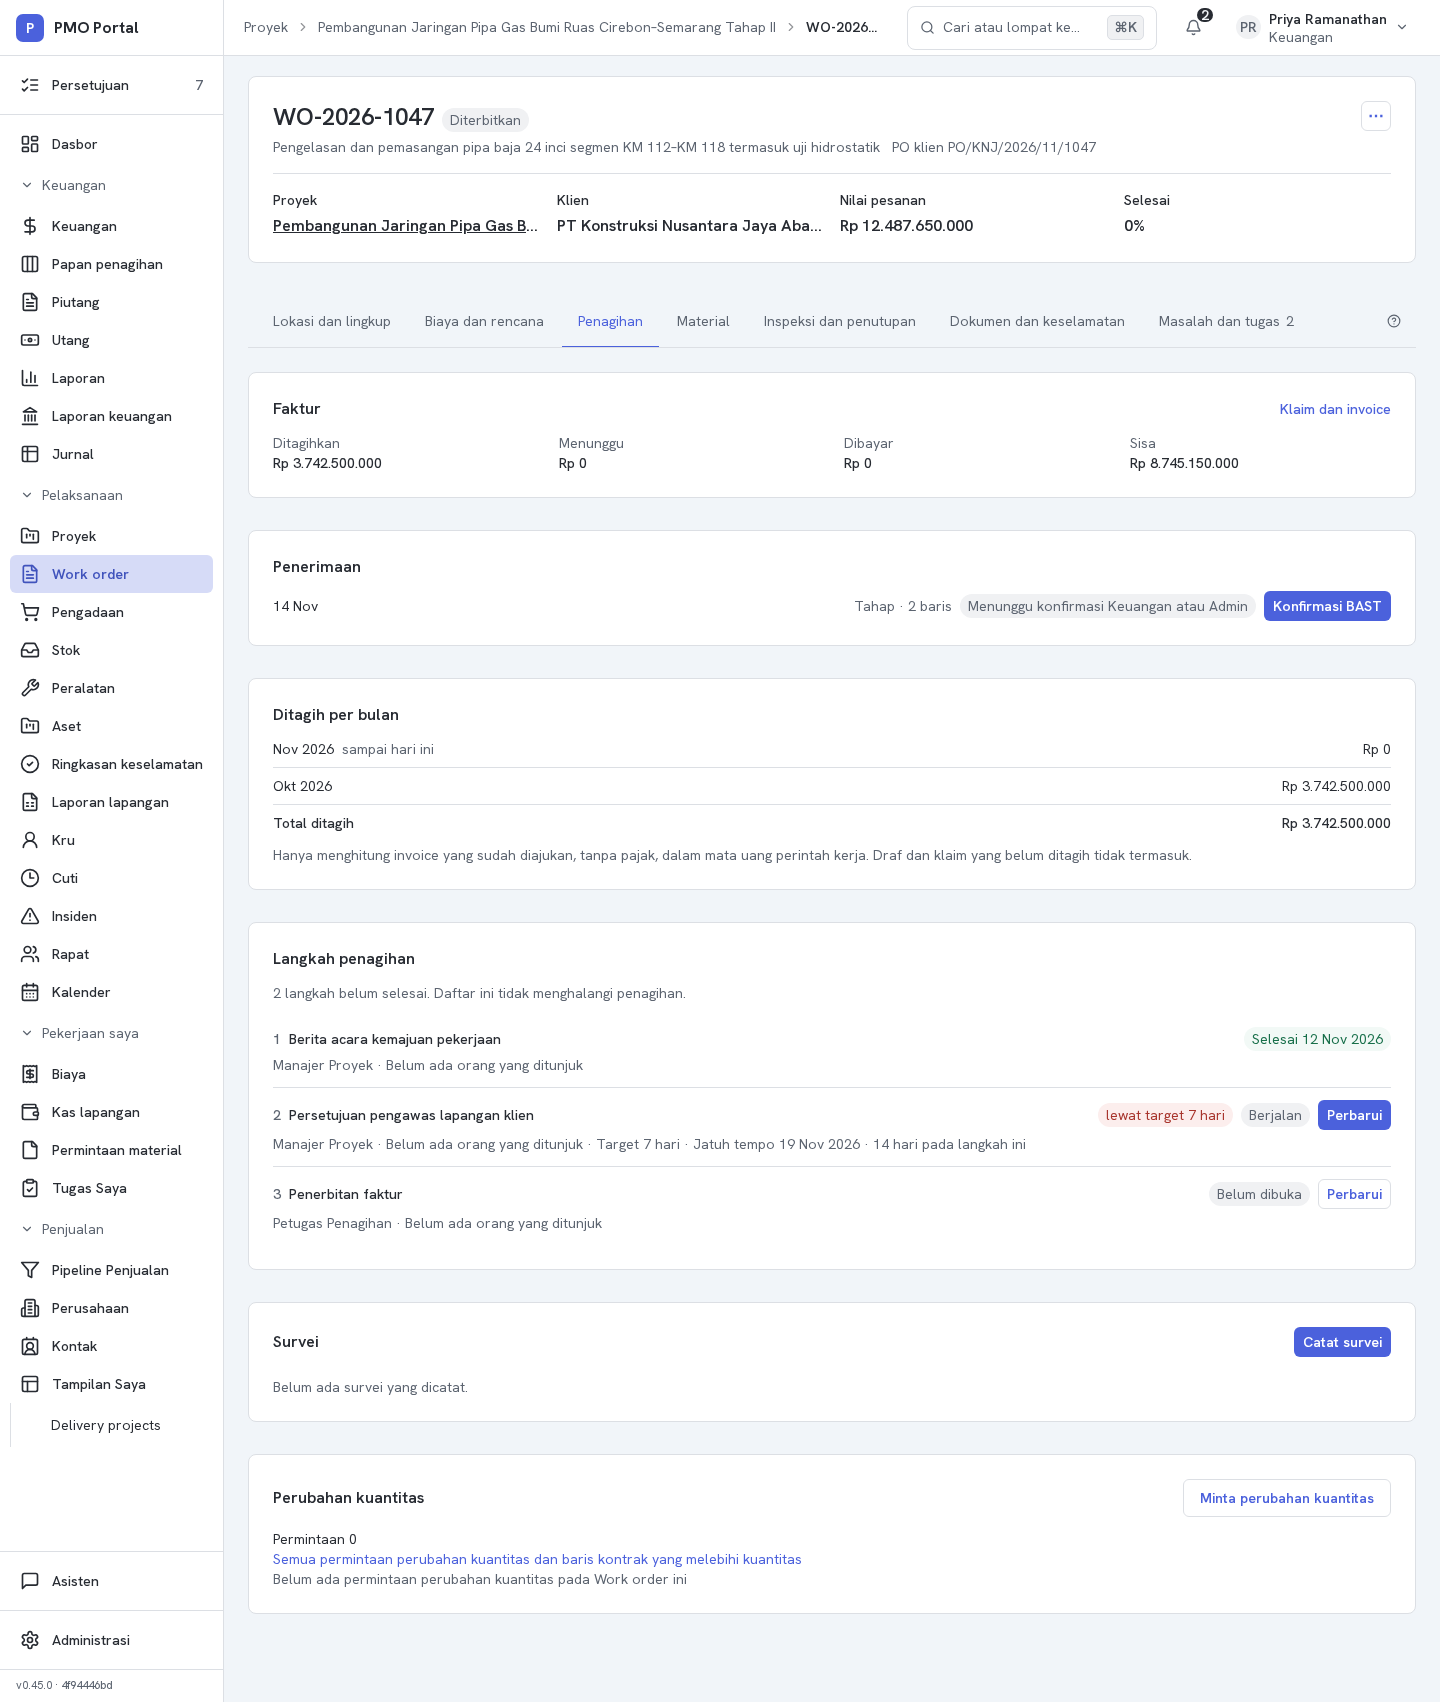 P PMO Portal
Persetujuan 7
Dasbor
Keuangan
Keuangan
Papan penagihan
Piutang
Utang
Laporan
Laporan keuangan
Jurnal
Pelaksanaan
Proyek
Work order
Pengadaan
Stok
Peralatan
Aset
Ringkasan keselamatan
Laporan lapangan
Kru
Cuti
Insiden
Rapat
Kalender
Pekerjaan saya
Biaya
Kas lapangan
Permintaan material
Tugas Saya
Penjualan
Pipeline Penjualan
Perusahaan
Kontak
Tampilan Saya
Delivery projects
Asisten
Administrasi
v0.45.0 · 4f94446bd
Proyek > Pembangunan Jaringan Pipa Gas Bumi Ruas Cirebon–Semarang Tahap II > WO-2026...
Cari atau lompat ke... ⌘K
2
PR Priya Ramanathan
Keuangan
WO-2026-1047 Diterbitkan
Pengelasan dan pemasangan pipa baja 24 inci segmen KM 112–KM 118 termasuk uji hidrostatik PO klien PO/KNJ/2026/11/1047
Proyek Klien Nilai pesanan Selesai
Pembangunan Jaringan Pipa Gas B... PT Konstruksi Nusantara Jaya Aba... Rp 12.487.650.000 0%
Lokasi dan lingkup Biaya dan rencana Penagihan Material Inspeksi dan penutupan Dokumen dan keselamatan Masalah dan tugas 2
Faktur Klaim dan invoice
Ditagihkan Menunggu Dibayar Sisa
Rp 3.742.500.000 Rp 0 Rp 0 Rp 8.745.150.000
Penerimaan
14 Nov Tahap · 2 baris Menunggu konfirmasi Keuangan atau Admin Konfirmasi BAST
Ditagih per bulan
Nov 2026 sampai hari ini Rp 0
Okt 2026 Rp 3.742.500.000
Total ditagih Rp 3.742.500.000
Hanya menghitung invoice yang sudah diajukan, tanpa pajak, dalam mata uang perintah kerja. Draf dan klaim yang belum ditagih tidak termasuk.
Langkah penagihan
2 langkah belum selesai. Daftar ini tidak menghalangi penagihan.
1 Berita acara kemajuan pekerjaan Selesai 12 Nov 2026
Manajer Proyek · Belum ada orang yang ditunjuk
2 Persetujuan pengawas lapangan klien lewat target 7 hari Berjalan Perbarui
Manajer Proyek · Belum ada orang yang ditunjuk · Target 7 hari · Jatuh tempo 19 Nov 2026 · 14 hari pada langkah ini
3 Penerbitan faktur Belum dibuka Perbarui
Petugas Penagihan · Belum ada orang yang ditunjuk
Survei Catat survei
Belum ada survei yang dicatat.
Perubahan kuantitas Minta perubahan kuantitas
Permintaan 0
Semua permintaan perubahan kuantitas dan baris kontrak yang melebihi kuantitas
Belum ada permintaan perubahan kuantitas pada Work order ini